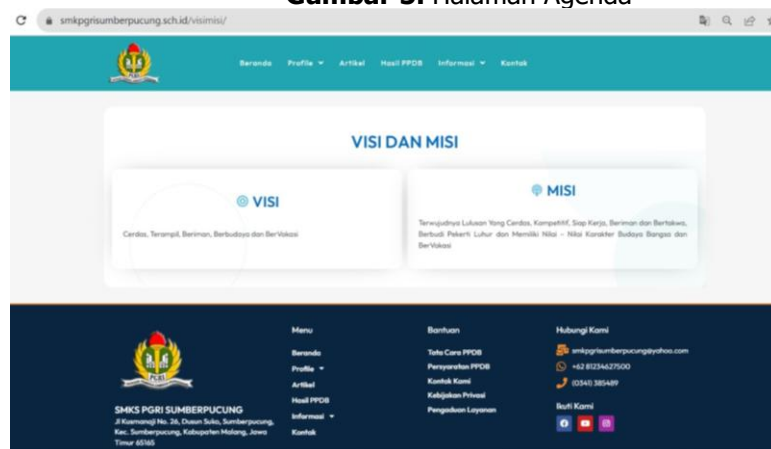 Gambar 3. Halaman Agenda
smkpgrisumberpucung.sch.id/visimisi/
Beranda Profile Artikel Hasil PPDB Informasi Kontak
VISI DAN MISI
VISI
Cerdas, Terampil, Beriman, Berbudaya dan BerVokasi
MISI
Terwujudnya Lulusan Yang Cerdas, Kompetitif, Siap Kerja, Beriman dan Bertakwa,
Berbudi Pekerti Luhur dan Memiliki Nilai - Nilai Karakter Budaya Bangsa dan
BerVokasi
PGRI
SMKS PGRI SUMBERPUCUNG
Jl Kusmanaji No. 26, Dusun Suko, Sumberpucung,
Kec. Sumberpucung, Kabupaten Malang, Jawa
Timur 65165
Menu
Beranda
Profile
Artikel
Hasil PPDB
Informasi
Kontak
Bantuan
Tata Cara PPDB
Persyaratan PPDB
Kontak Kami
Kebijakan Privasi
Pengaduan Layanan
Hubungi Kami
smkpgrisumberpucung@yahoo.com
+62 81234627500
(0341) 385489
Ikuti Kami